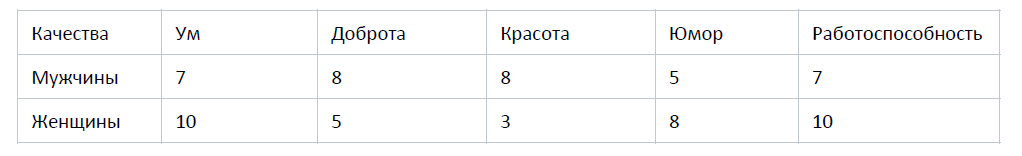 Качества Ум Доброта Красота Юмор Работоспособность
Мужчины 7 8 8 5 7
Женщины 10 5 3 8 10